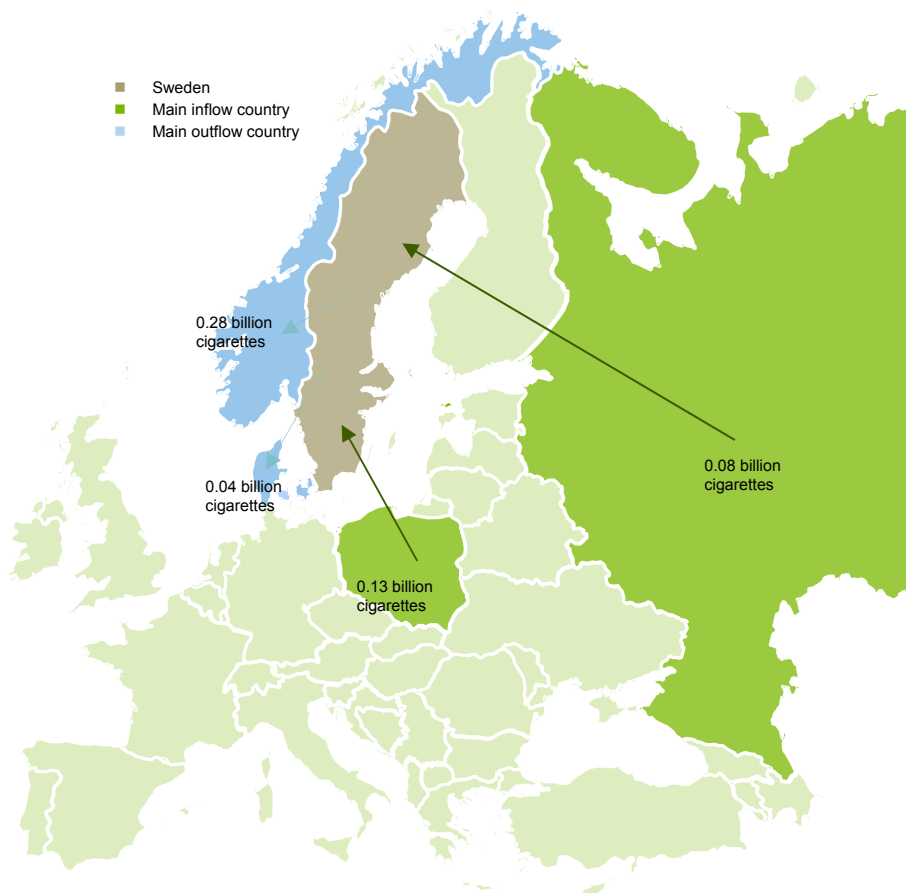 Sweden
Main inflow country
Main outflow country
0.28 billion
cigarettes
0.04 billion
cigarettes
0.08 billion
cigarettes
0.13 billion
cigarettes